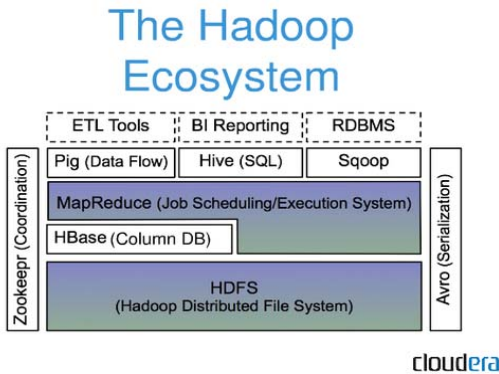 The Hadoop
Ecosystem
ETL Tools
BI Reporting
RDBMS
Pig (Data Flow)
Hive (SQL)
Sqoop
Zookeepr (Coordination)
MapReduce (Job Scheduling/Execution System)
HBase (Column DB)
HDFS
(Hadoop Distributed File System)
Avro (Serialization)
cloudera